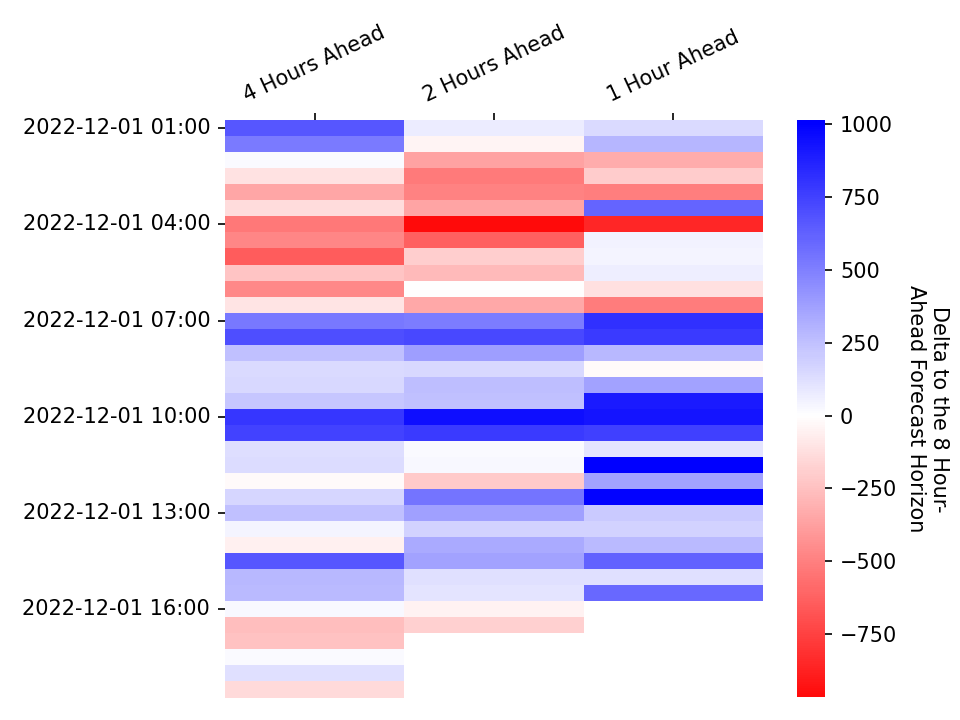 4 Hours Ahead
2 Hours Ahead
1 Hour Ahead
2022-12-01 01:00
2022-12-01 04:00
2022-12-01 07:00
2022-12-01 10:00
2022-12-01 13:00
2022-12-01 16:00
1000
750
500
250
0
−250
−500
−750
Delta to the 8 Hour-
Ahead Forecast Horizon